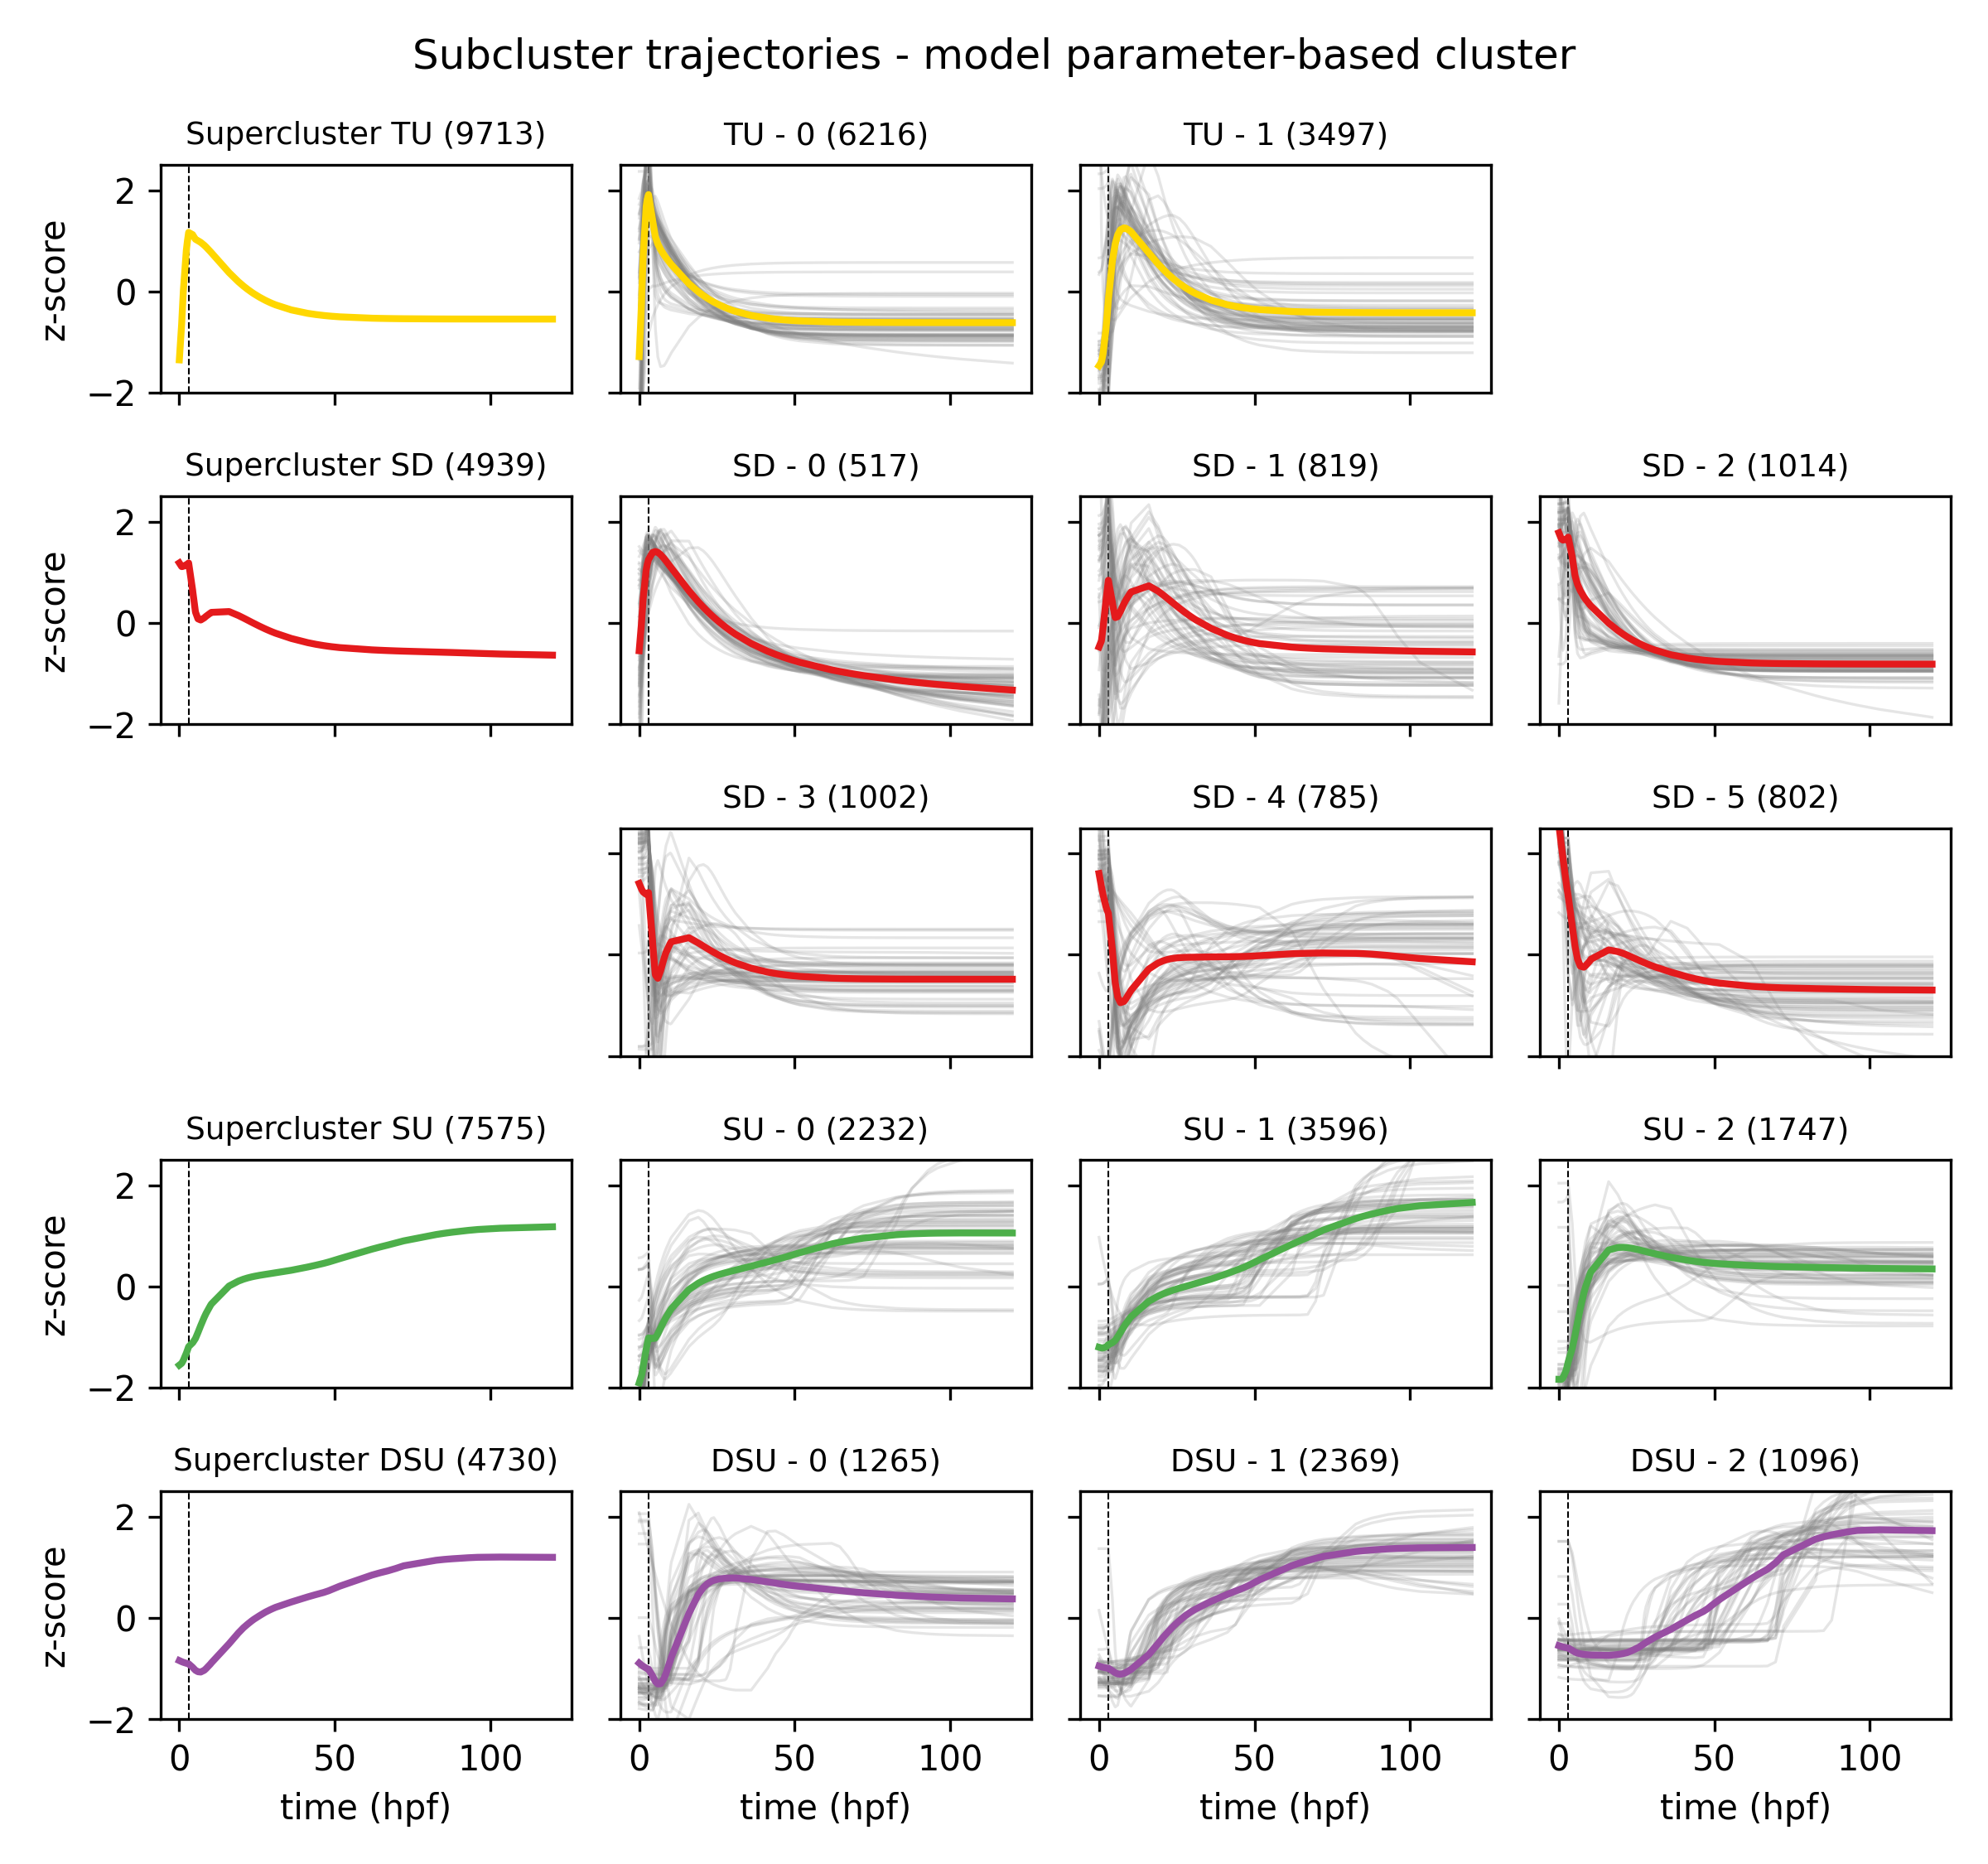 Subcluster trajectories - model parameter-based cluster
Supercluster TU (9713)
TU - 0 (6216)
TU - 1 (3497)
z-score
2
0
−2
Supercluster SD (4939)
SD - 0 (517)
SD - 1 (819)
SD - 2 (1014)
z-score
2
0
−2
SD - 3 (1002)
SD - 4 (785)
SD - 5 (802)
Supercluster SU (7575)
SU - 0 (2232)
SU - 1 (3596)
SU - 2 (1747)
z-score
2
0
−2
Supercluster DSU (4730)
DSU - 0 (1265)
DSU - 1 (2369)
DSU - 2 (1096)
z-score
2
0
−2
0 50 100
0 50 100
0 50 100
0 50 100
time (hpf)
time (hpf)
time (hpf)
time (hpf)